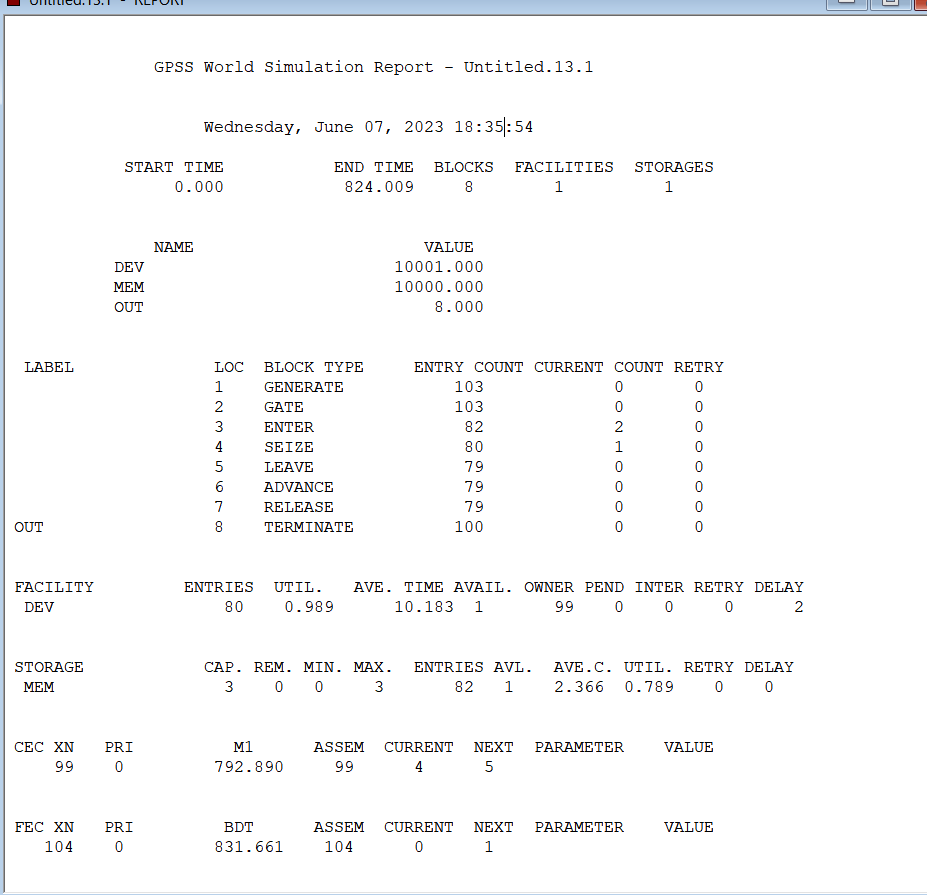 Untitled.13.1 - REPORT
GPSS World Simulation Report - Untitled.13.1
Wednesday, June 07, 2023 18:35:54
START TIME END TIME BLOCKS FACILITIES STORAGES
0.000 824.009 8 1 1
NAME VALUE
DEV 10001.000
MEM 10000.000
OUT 8.000
LABEL LOC BLOCK TYPE ENTRY COUNT CURRENT COUNT RETRY
1 GENERATE 103 0 0
2 GATE 103 0 0
3 ENTER 82 2 0
4 SEIZE 80 1 0
5 LEAVE 79 0 0
6 ADVANCE 79 0 0
7 RELEASE 79 0 0
OUT 8 TERMINATE 100 0 0
FACILITY ENTRIES UTIL. AVE. TIME AVAIL. OWNER PEND INTER RETRY DELAY
DEV 80 0.989 10.183 1 99 0 0 0 2
STORAGE CAP. REM. MIN. MAX. ENTRIES AVL. AVE.C. UTIL. RETRY DELAY
MEM 3 0 0 3 82 1 2.366 0.789 0 0
CEC XN PRI M1 ASSEM CURRENT NEXT PARAMETER VALUE
99 0 792.890 99 4 5
FEC XN PRI BDT ASSEM CURRENT NEXT PARAMETER VALUE
104 0 831.661 104 0 1